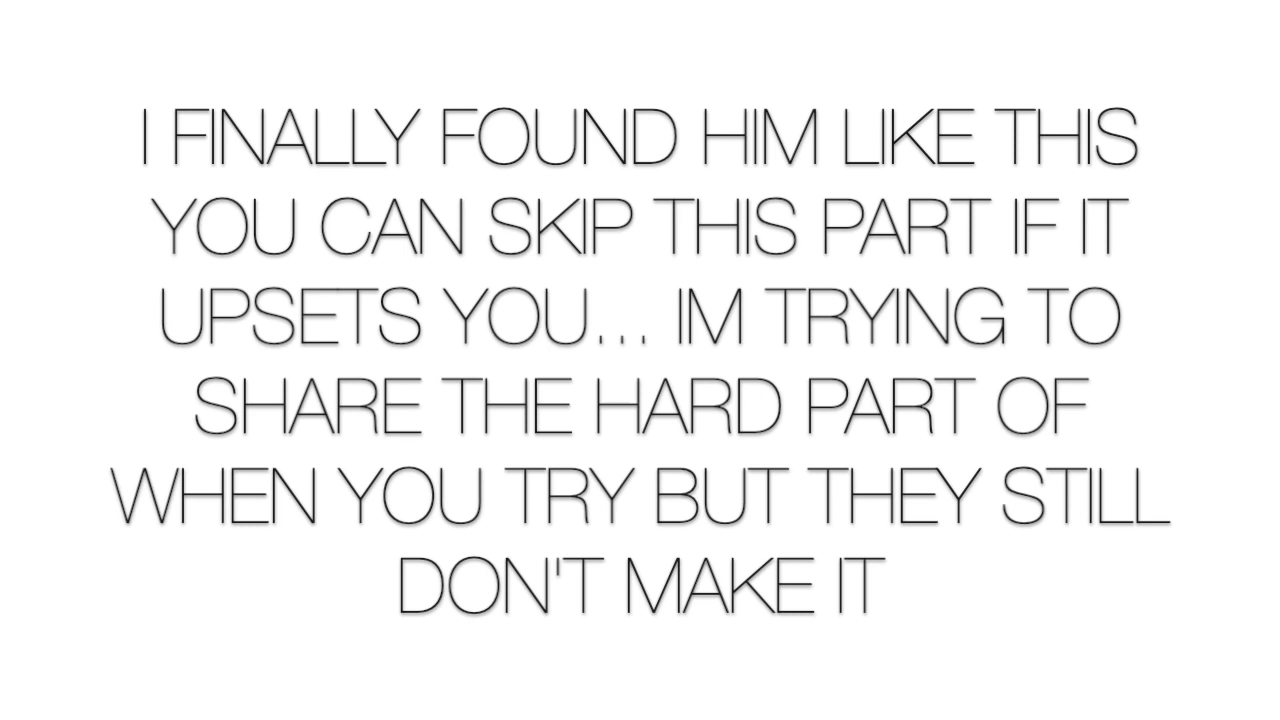 I FINALLY FOUND HIM LIKE THIS
YOU CAN SKIP THIS PART IF IT
UPSETS YOU... IM TRYING TO
SHARE THE HARD PART OF
WHEN YOU TRY BUT THEY STILL
DON'T MAKE IT